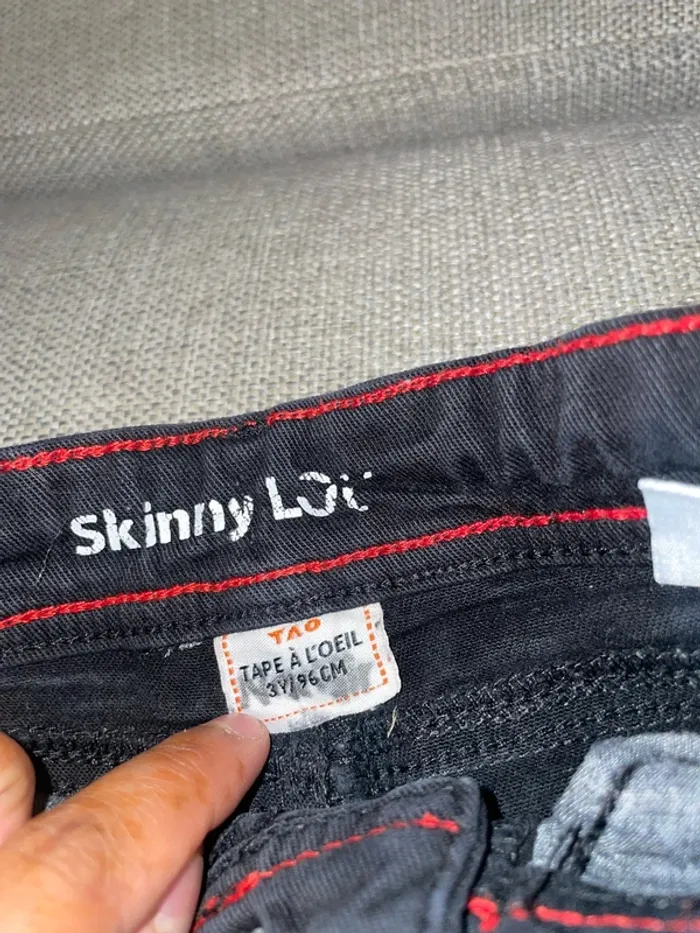 Skinny
TAO
TAPE À L'OEIL
3Y/96CM